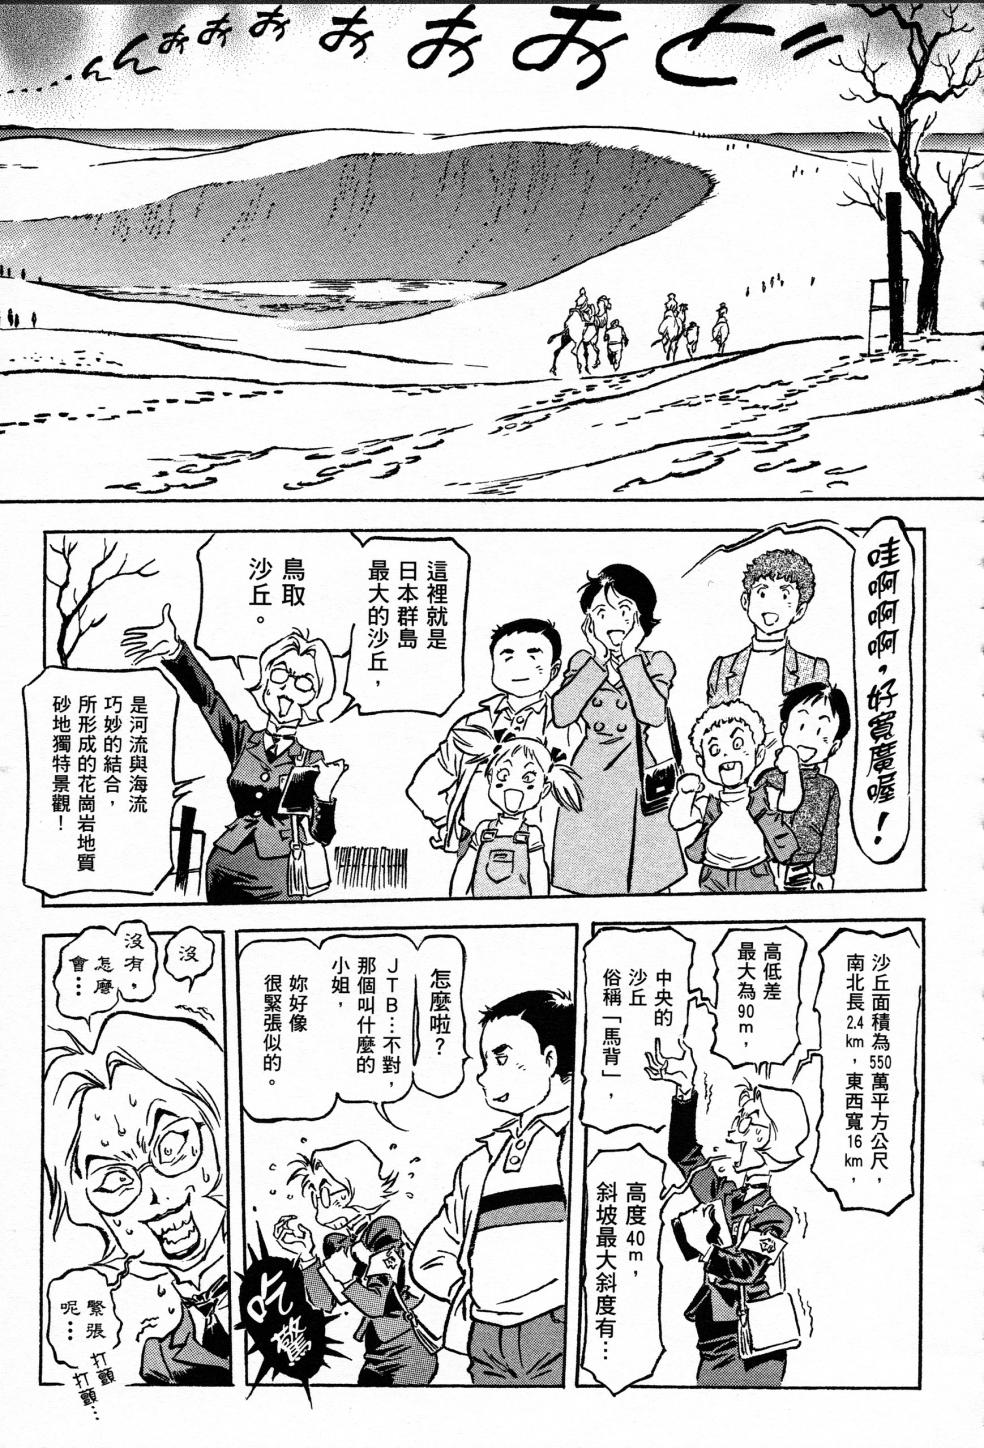 ど
お
お
お
お
お
お
お
ん
ん
哇啊啊啊，好寬廣喔！
這裡就是
日本群島
最大的沙丘，
鳥取
沙丘。
是河流與海流
巧妙的結合，
所形成的花崗岩地質
砂地獨特景觀！
沙丘面積為550萬平方公尺，
南北長2.4km，東西寬16km，
高低差
最大為90m，
中央的
沙丘
俗稱「馬背」，
高度40m，
斜坡最大斜度有…
怎麼啦？
JTB…不對，
那個叫什麼的
小姐，
妳好像
很緊張似的。
吃驚
沒
沒有，
怎麼
會…
緊張
呢…
打顫
打顫…